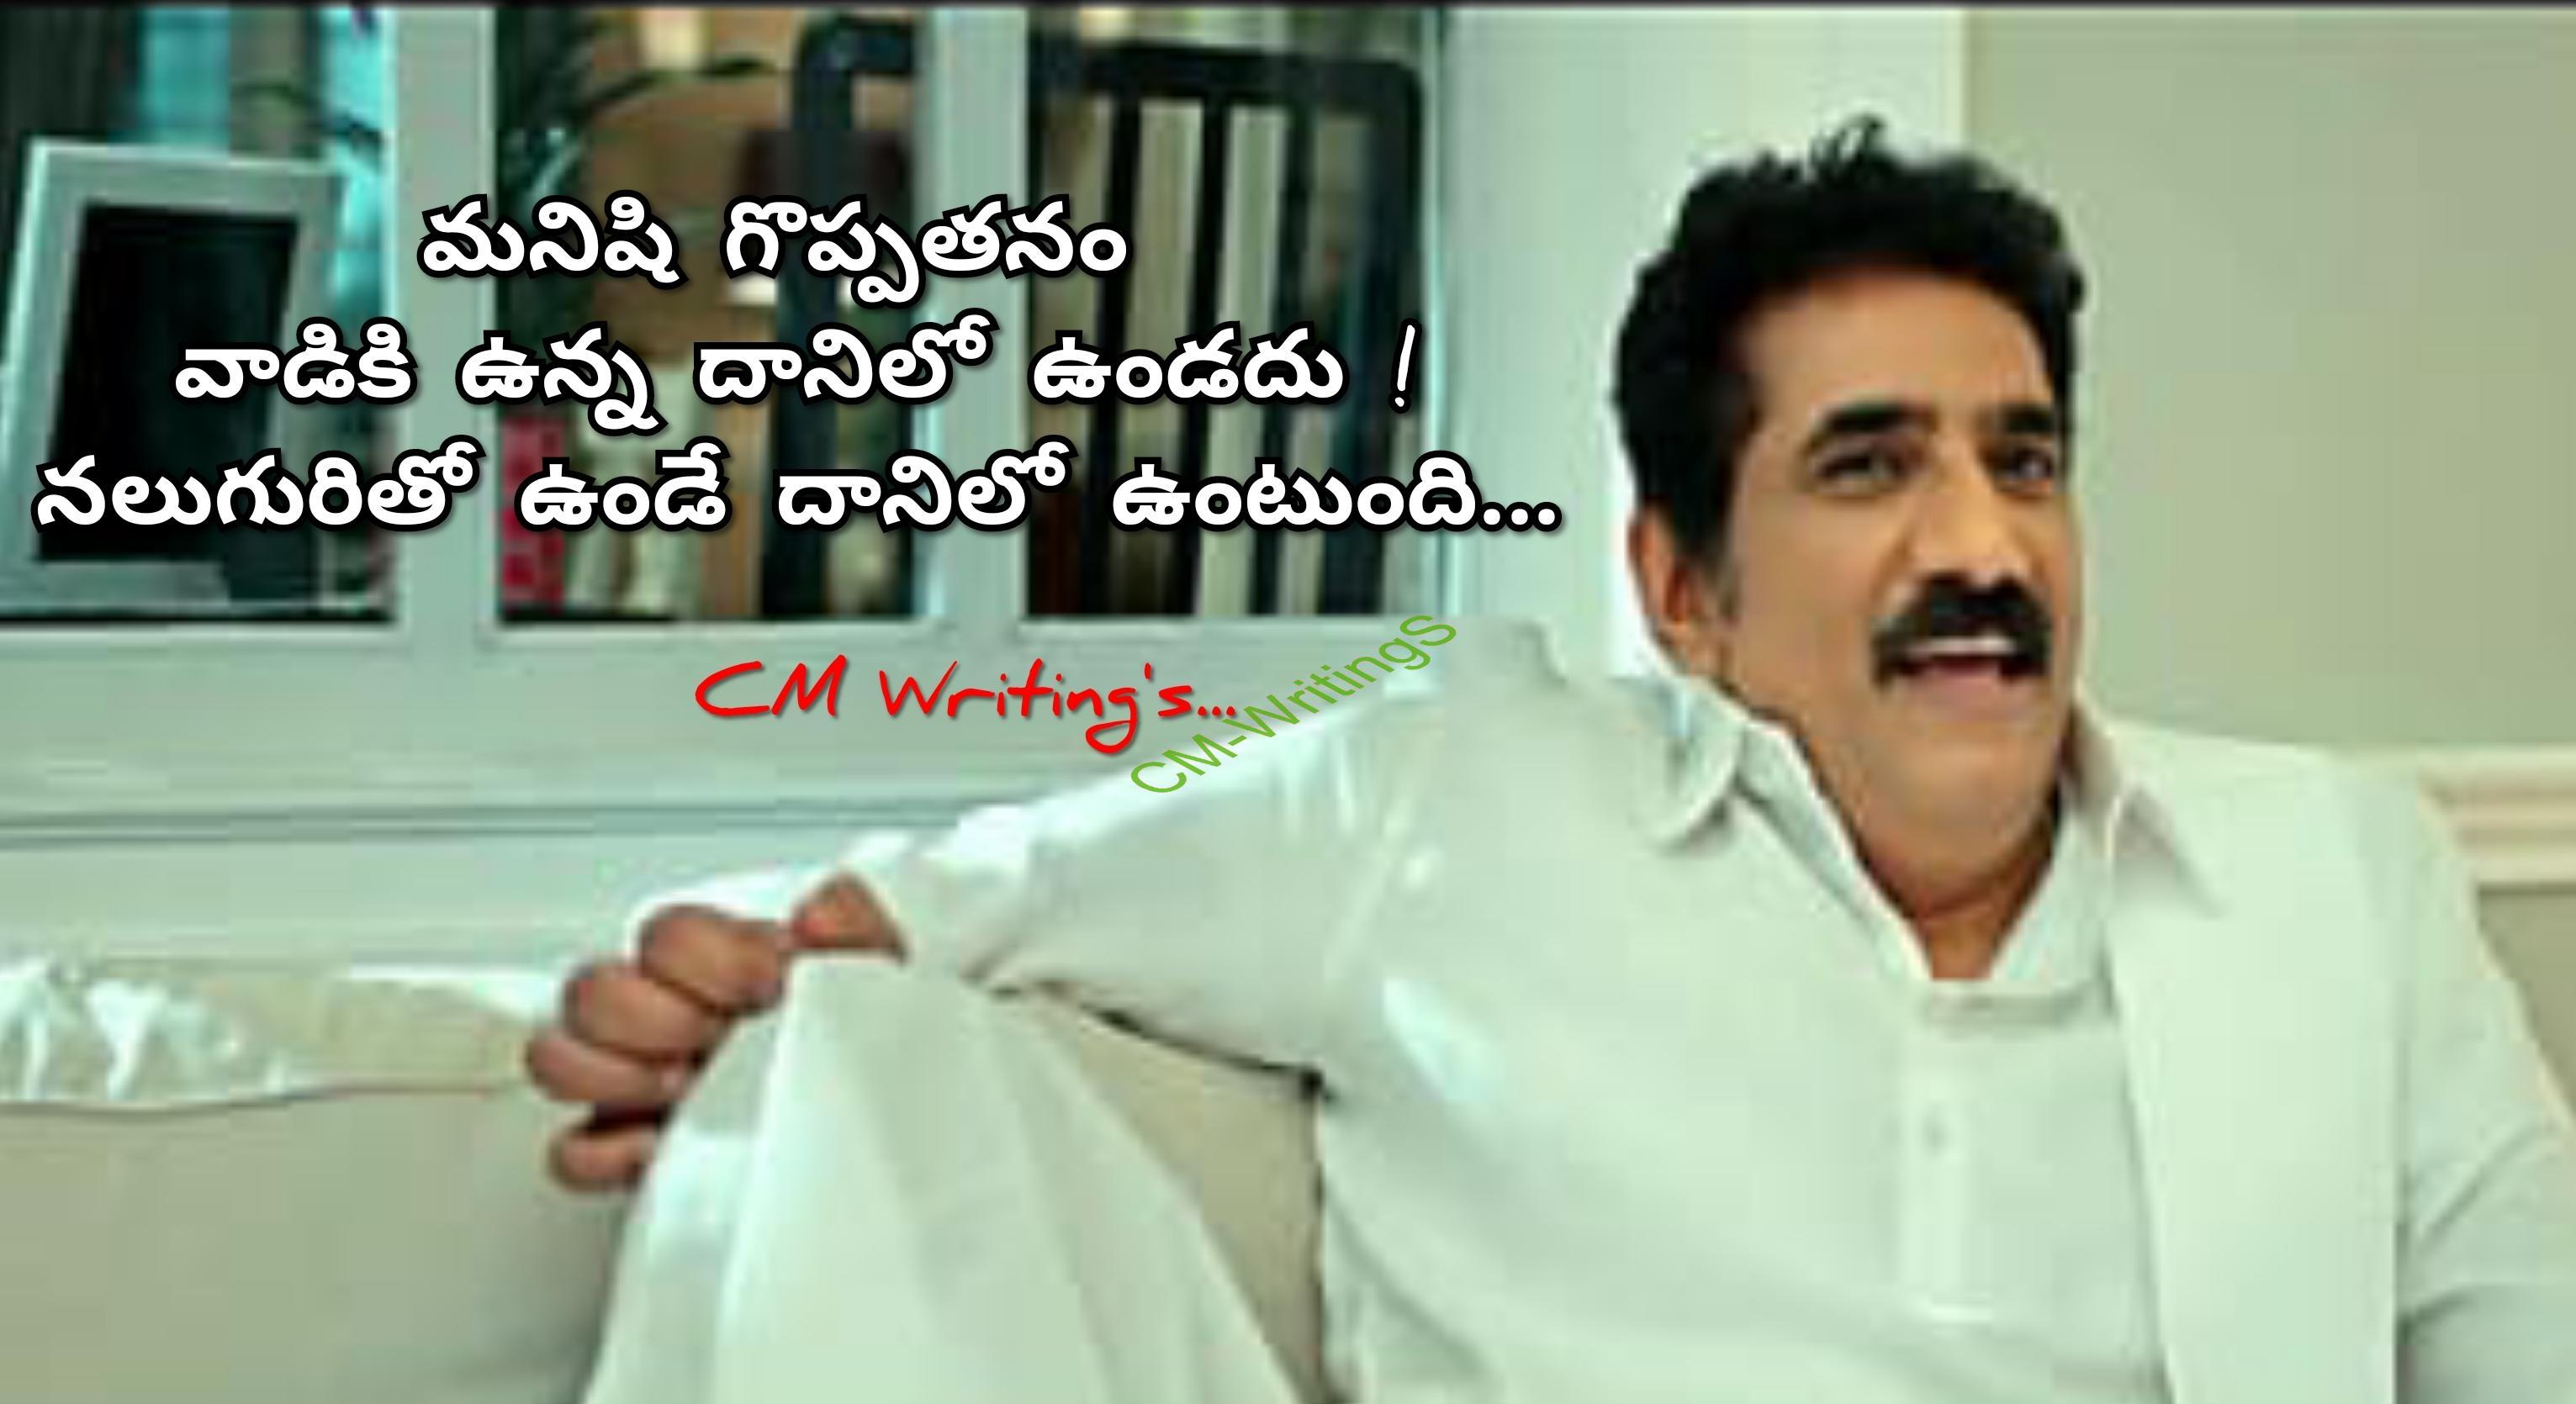 మనిషి గొప్పతనం
వాడికి ఉన్న దానిలో ఉండదు !
నలుగురితో ఉండే దానిలో ఉంటుంది...
CM Writing's...
CM-WritingS